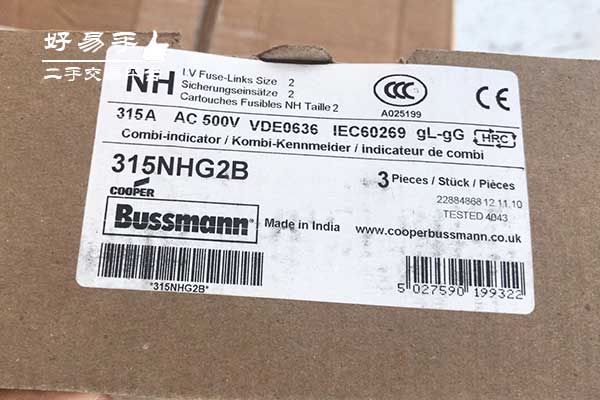 好易手
二手交
NH
I.V Fuse-Links Size 2
Sicherungseinsätze 2
Cartouches Fusibles NH Taille 2
CCC
A025199
CE
315A AC 500V VDE0636 IEC60269 gL-gG HRC
Combi-indicator / Kombi-Kennmeider / indicateur de combi
315NHG2B
3 Pieces / Stück / Pièces
COOPER
Bussmann
Made in India
22884868 12.11.10
TESTED 4043
www.cooperbussmann.co.uk
*315NHG2B*
5 027590 199322